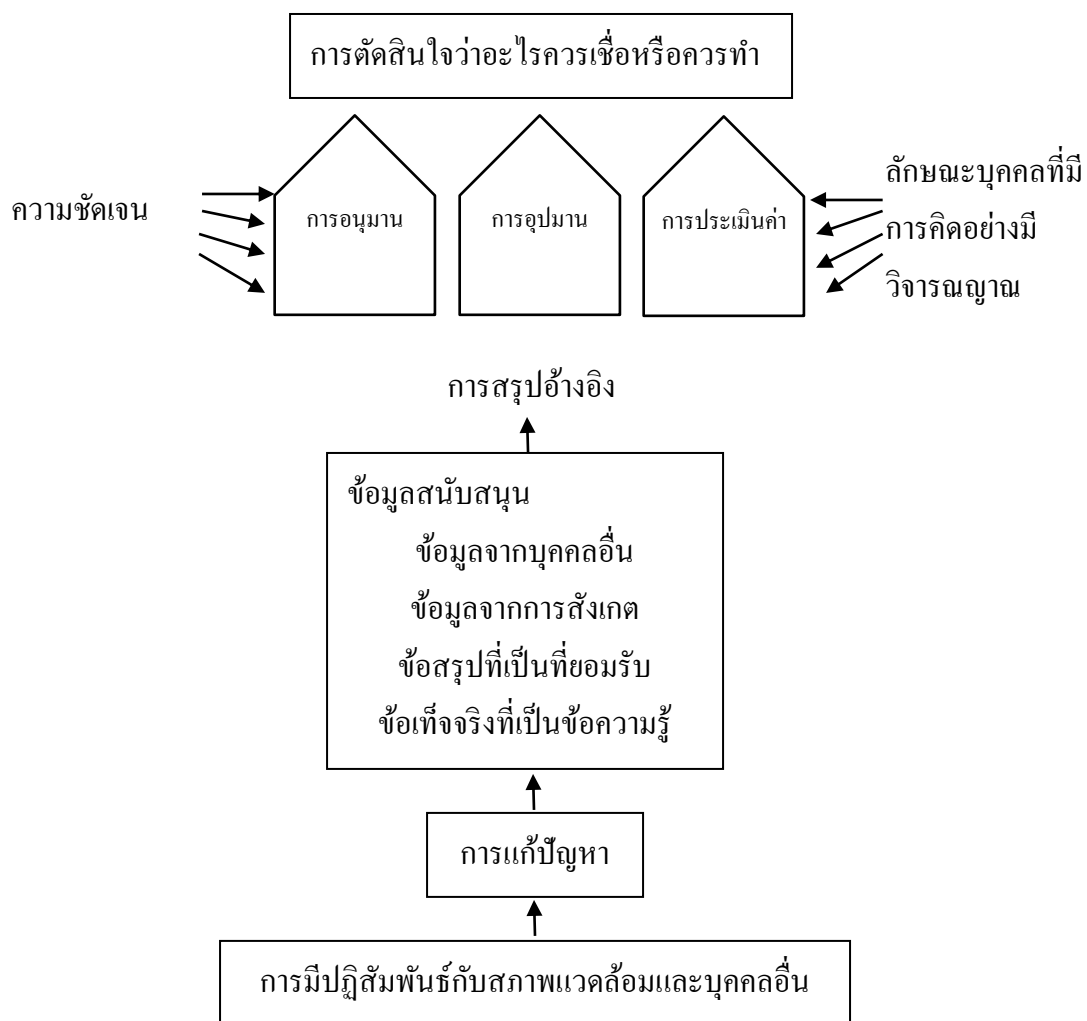 การตัดสินใจว่าอะไรควรเชื่อหรือควรทำ
ความชัดเจน
การอนุมาน
การอุปมาน
การประเมินค่า
ลักษณะบุคคลที่มี
การคิดอย่างมี
วิจารณญาณ
การสรุปอ้างอิง
ข้อมูลสนับสนุน
ข้อมูลจากบุคคลอื่น
ข้อมูลจากการสังเกต
ข้อสรุปที่เป็นที่ยอมรับ
ข้อเท็จจริงที่เป็นข้อความรู้
การแก้ปัญหา
การมีปฏิสัมพันธ์กับสภาพแวดล้อมและบุคคลอื่น